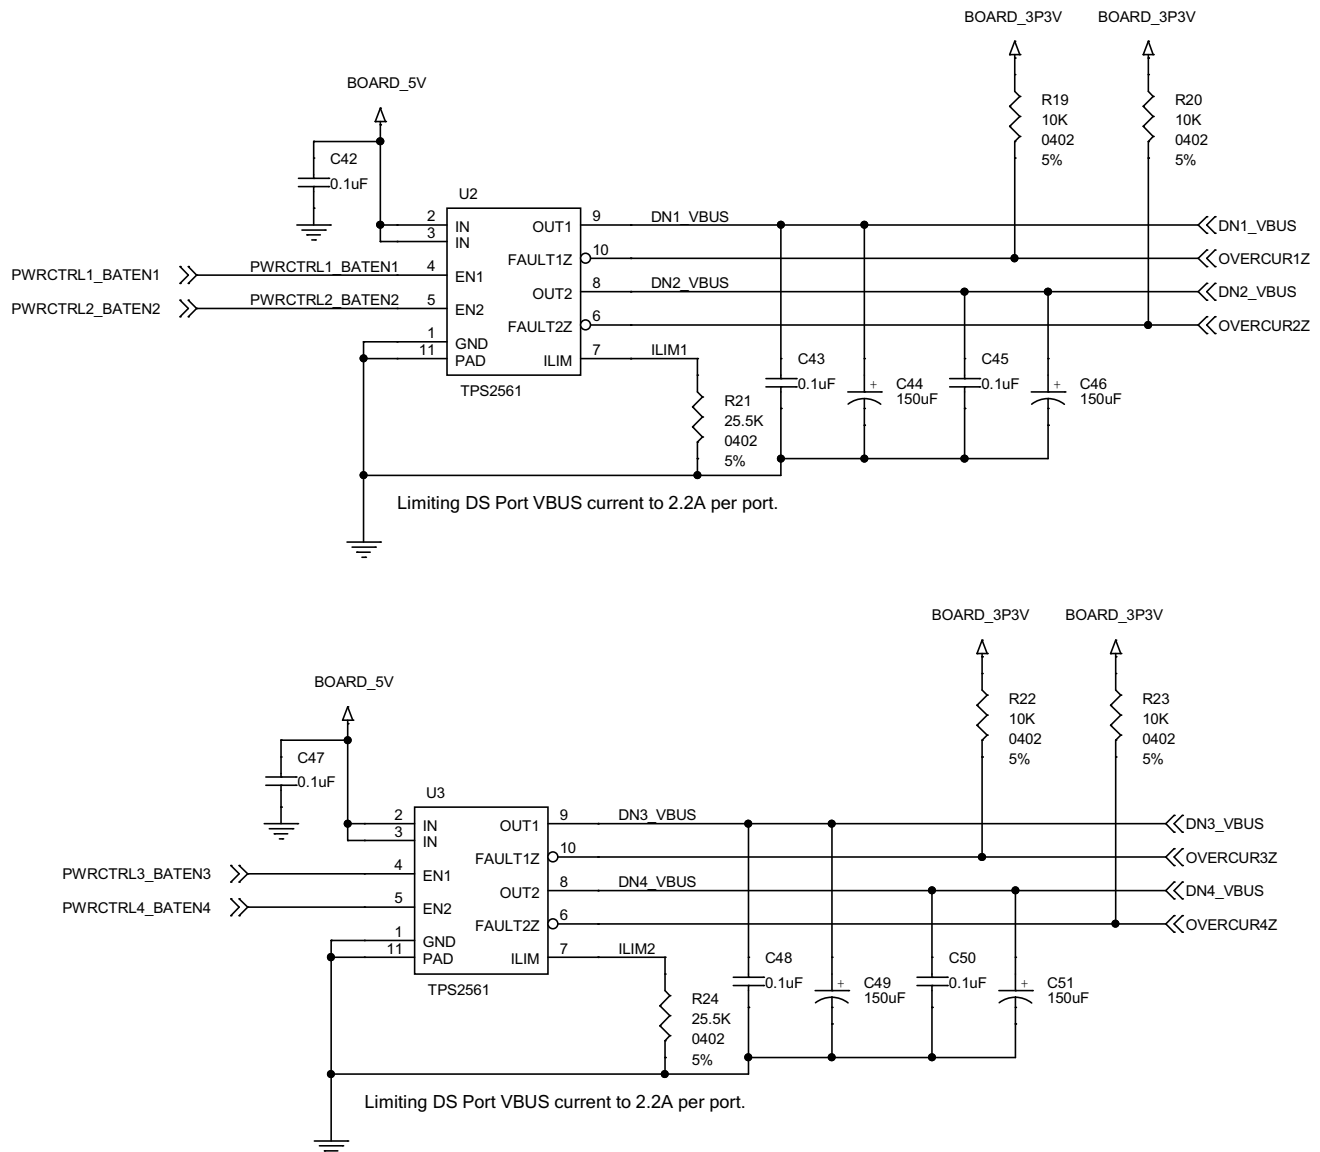 BOARD_3P3V BOARD_3P3V
BOARD_5V
R19
10K
0402
5%
R20
10K
0402
5%
C42
0.1uF
U2
2 IN
3 IN
4 EN1
5 EN2
1 GND
11 PAD
OUT1 9
FAULT1Z 10
OUT2 8
FAULT2Z 6
ILIM 7
TPS2561
PWRCTRL1_BATEN1 PWRCTRL1_BATEN1
PWRCTRL2_BATEN2 PWRCTRL2_BATEN2
DN1_VBUS DN1_VBUS
OVERCUR1Z
DN2_VBUS DN2_VBUS
OVERCUR2Z
ILIM1
R21
25.5K
0402
5%
C43
0.1uF
+
C44
150uF
C45
0.1uF
+
C46
150uF
Limiting DS Port VBUS current to 2.2A per port.
BOARD_3P3V BOARD_3P3V
BOARD_5V
R22
10K
0402
5%
R23
10K
0402
5%
C47
0.1uF
U3
2 IN
3 IN
4 EN1
5 EN2
1 GND
11 PAD
OUT1 9
FAULT1Z 10
OUT2 8
FAULT2Z 6
ILIM 7
TPS2561
PWRCTRL3_BATEN3
PWRCTRL4_BATEN4
DN3_VBUS DN3_VBUS
OVERCUR3Z
DN4_VBUS DN4_VBUS
OVERCUR4Z
ILIM2
R24
25.5K
0402
5%
C48
0.1uF
+
C49
150uF
C50
0.1uF
+
C51
150uF
Limiting DS Port VBUS current to 2.2A per port.